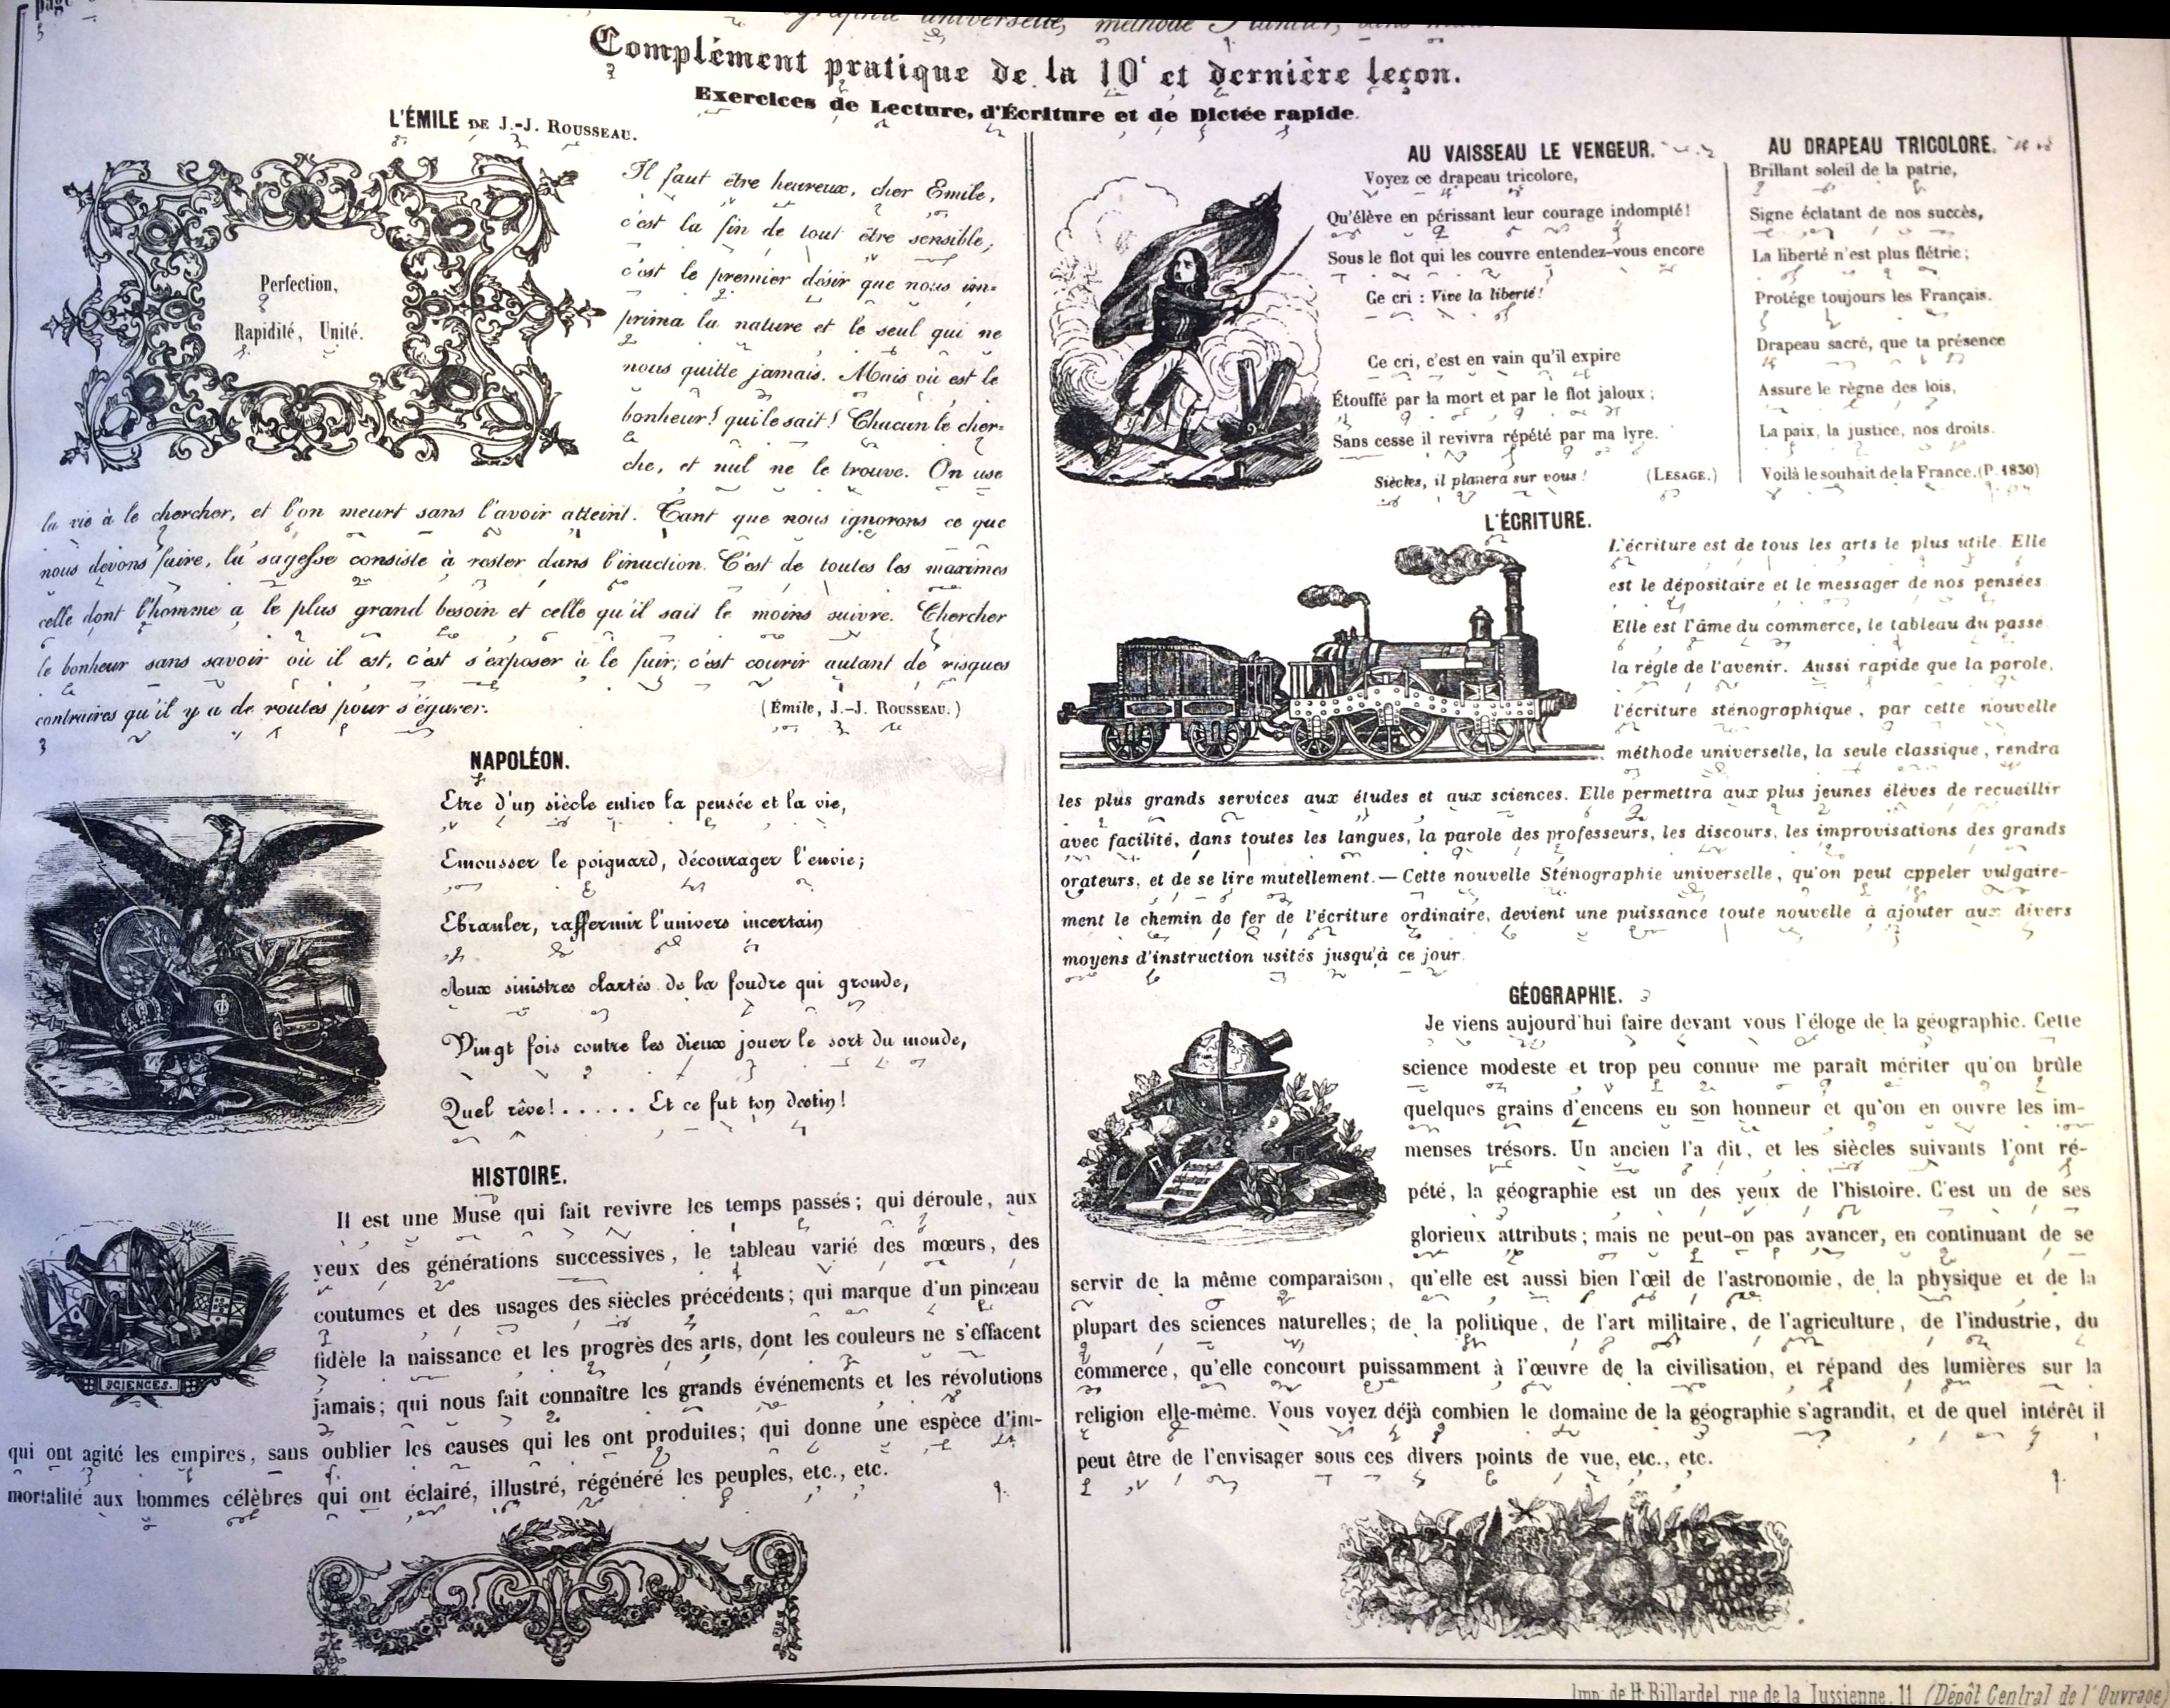 page
graphie universelle, méthode
Complément pratique de la 10e et dernière leçon.
Exercices de Lecture, d'Écriture et de Dictée rapide.
L'ÉMILE DE J.-J. ROUSSEAU.
Perfection,
Rapidité, Unité.
Il faut être heureux, cher Emile,
c'est la fin de tout être sensible;
c'est le premier désir que nous im-
prima la nature et le seul qui ne
nous quitte jamais. Mais où est le
bonheur! qui le sait! Chacun le cher-
che, et nul ne le trouve. On use
la vie à le chercher, et l'on meurt sans l'avoir atteint. Tant que nous ignorons ce que
nous devons faire, la sagesse consiste à rester dans l'inaction. C'est de toutes les maximes
celle dont l'homme a le plus grand besoin et celle qu'il sait le moins suivre. Chercher
le bonheur sans savoir où il est, c'est s'exposer à le fuir; c'est courir autant de risques
contraires qu'il y a de routes pour s'égarer.
(Émile, J.-J. ROUSSEAU.)
NAPOLÉON.
Etre d'un siècle entier la pensée et la vie,
Emousser le poignard, décourager l'envie;
Ebranler, raffermir l'univers incertain
Aux sinistres clartés de la foudre qui gronde,
Vingt fois contre les dieux jouer le sort du monde,
Quel rêve!..... Et ce fut ton destin!
HISTOIRE.
SCIENCES.
Il est une Muse qui fait revivre les temps passés; qui déroule, aux
yeux des générations successives, le tableau varié des mœurs, des
coutumes et des usages des siècles précédents; qui marque d'un pinceau
fidèle la naissance et les progrès des arts, dont les couleurs ne s'effacent
jamais; qui nous fait connaître les grands événements et les révolutions
qui ont agité les empires, sans oublier les causes qui les ont produites; qui donne une espèce d'im-
mortalité aux hommes célèbres qui ont éclairé, illustré, régénéré les peuples, etc., etc.
AU VAISSEAU LE VENGEUR.
Voyez ce drapeau tricolore,
Qu'élève en périssant leur courage indompté!
Sous le flot qui les couvre entendez-vous encore
Ce cri : Vive la liberté!
Ce cri, c'est en vain qu'il expire
Étouffé par la mort et par le flot jaloux;
Sans cesse il revivra répété par ma lyre.
Siècles, il planera sur vous!
(LESAGE.)
AU DRAPEAU TRICOLORE.
Brillant soleil de la patrie,
Signe éclatant de nos succès,
La liberté n'est plus flétrie;
Protége toujours les Français.
Drapeau sacré, que ta présence
Assure le règne des lois,
La paix, la justice, nos droits.
Voilà le souhait de la France. (P. 1830)
L'ÉCRITURE.
L'écriture est de tous les arts le plus utile. Elle
est le dépositaire et le messager de nos pensées
Elle est l'âme du commerce, le tableau du passé
la règle de l'avenir. Aussi rapide que la parole,
l'écriture sténographique, par cette nouvelle
méthode universelle, la seule classique, rendra
les plus grands services aux études et aux sciences. Elle permettra aux plus jeunes élèves de recueillir
avec facilité, dans toutes les langues, la parole des professeurs, les discours, les improvisations des grands
orateurs, et de se lire mutellement.— Cette nouvelle Sténographie universelle, qu'on peut appeler vulgaire-
ment le chemin de fer de l'écriture ordinaire, devient une puissance toute nouvelle à ajouter aux divers
moyens d'instruction usités jusqu'à ce jour.
GÉOGRAPHIE.
Je viens aujourd'hui faire devant vous l'éloge de la géographie. Cette
science modeste et trop peu connue me paraît mériter qu'on brûle
quelques grains d'encens en son honneur et qu'on en ouvre les im-
menses trésors. Un ancien l'a dit, et les siècles suivants l'ont ré-
pété, la géographie est un des yeux de l'histoire. C'est un de ses
glorieux attributs; mais ne peut-on pas avancer, en continuant de se
servir de la même comparaison, qu'elle est aussi bien l'œil de l'astronomie, de la physique et de la
plupart des sciences naturelles; de la politique, de l'art militaire, de l'agriculture, de l'industrie, du
commerce, qu'elle concourt puissamment à l'œuvre de la civilisation, et répand des lumières sur la
religion elle-même. Vous voyez déjà combien le domaine de la géographie s'agrandit, et de quel intérêt il
peut être de l'envisager sous ces divers points de vue, etc., etc.
Imp. de H. Billardel, rue de la Jussienne, 11 (Dépôt Central de l'Ouvrage)